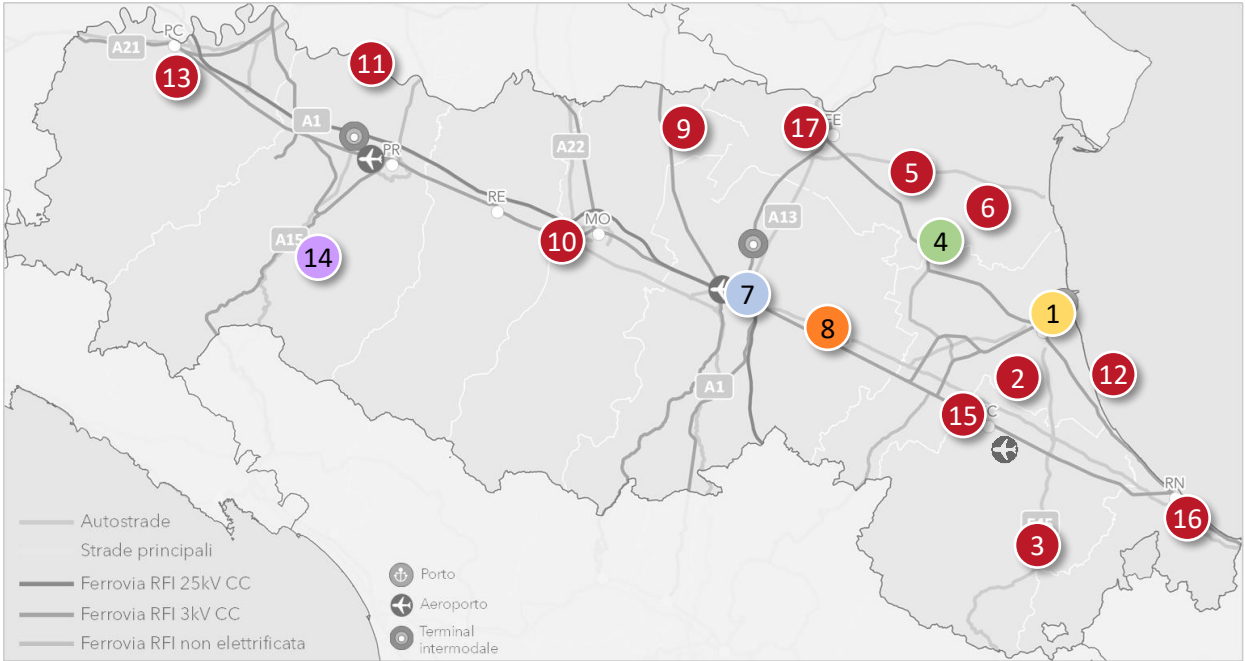 PC
A21
13
11
A1
PR
9
17
FE
A22
5
6
RE
A13
MO
10
4
A15
14
7
1
8
A1
2
12
15
C
RN
16
E45
3
Autostrade
Strade principali
Ferrovia RFI 25kV CC
Ferrovia RFI 3kV CC
Ferrovia RFI non elettrificata
Porto
Aeroporto
Terminal
intermodale